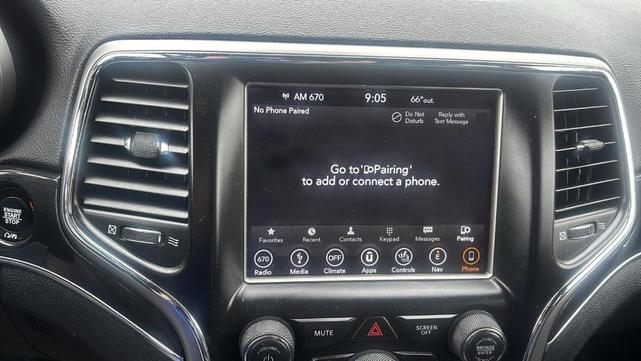 AM 670 9:05 66°out.
No Phone Paired
Do Not Disturb
Reply with Text Message
Go to 'Pairing'
to add or connect a phone.
Favorites Recent Contacts Keypad Messages Pairing
670 OFF E
Radio Media Climate Apps Controls Nav Phone
ENGINE
START
STOP
VOLUME
MUTE
SCREEN
OFF
BROWSE
ENTER